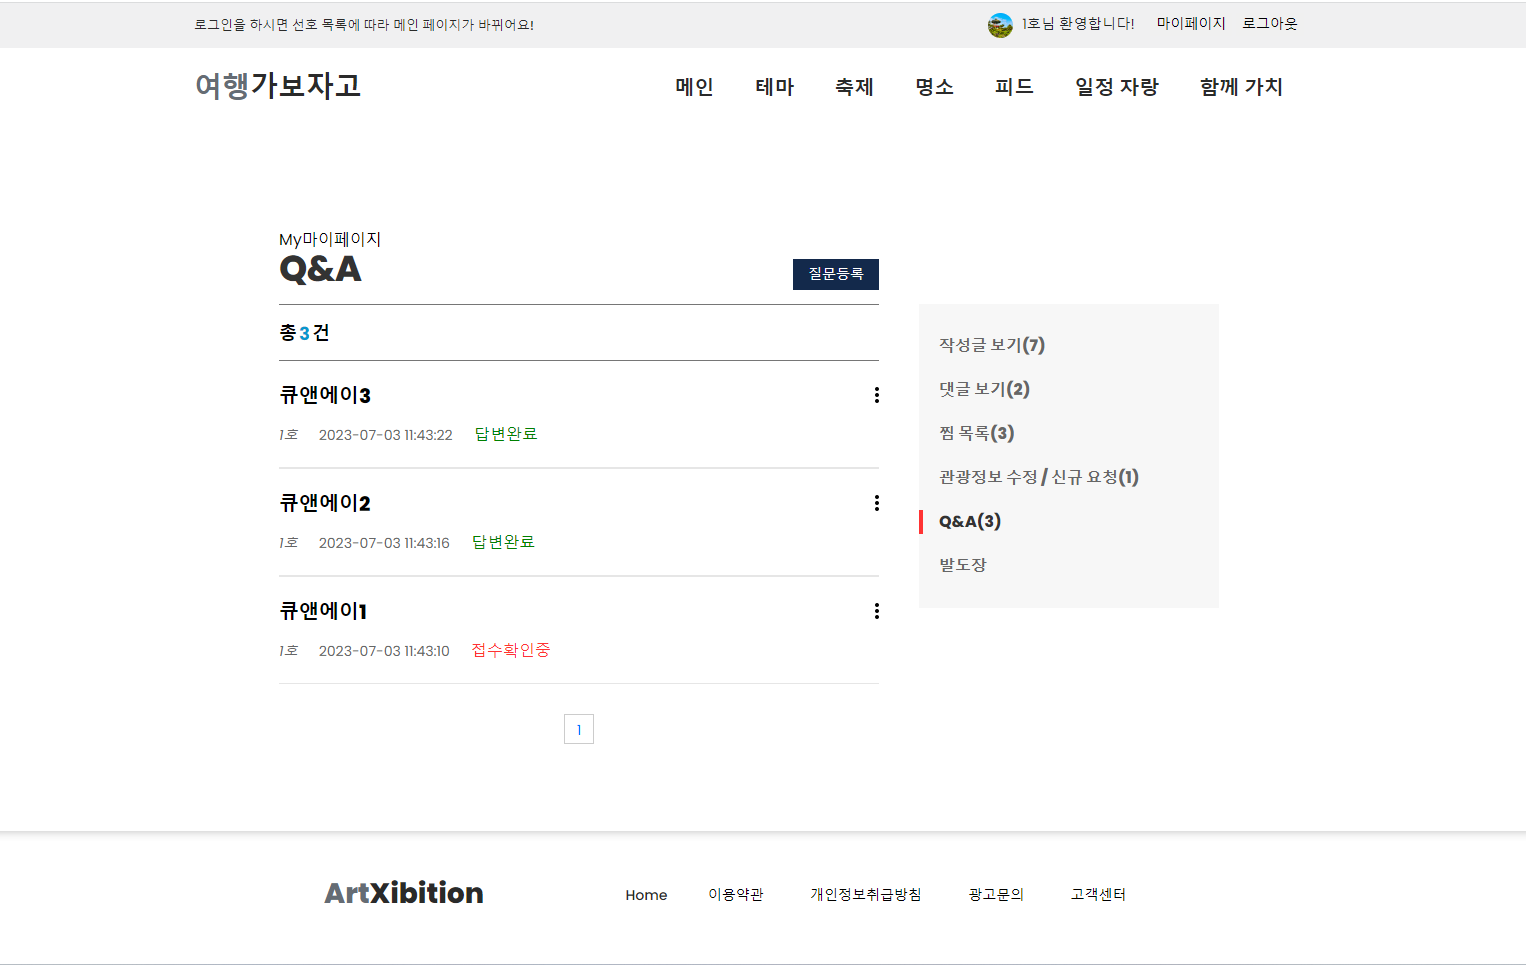 로그인을 하시면 선호 목록에 따라 메인 페이지가 바뀌어요!
1호님 환영합니다! 마이페이지 로그아웃
여행가보자고
메인 테마 축제 명소 피드 일정 자랑 함께 가치
My마이페이지
Q&A
질문등록
총 3 건
큐앤에이3
1호 2023-07-03 11:43:22 답변완료
큐앤에이2
1호 2023-07-03 11:43:16 답변완료
큐앤에이1
1호 2023-07-03 11:43:10 접수확인중
1
작성글 보기(7)
댓글 보기(2)
찜 목록(3)
관광정보 수정 / 신규 요청(1)
Q&A(3)
발도장
ArtXibition
Home 이용약관 개인정보취급방침 광고문의 고객센터